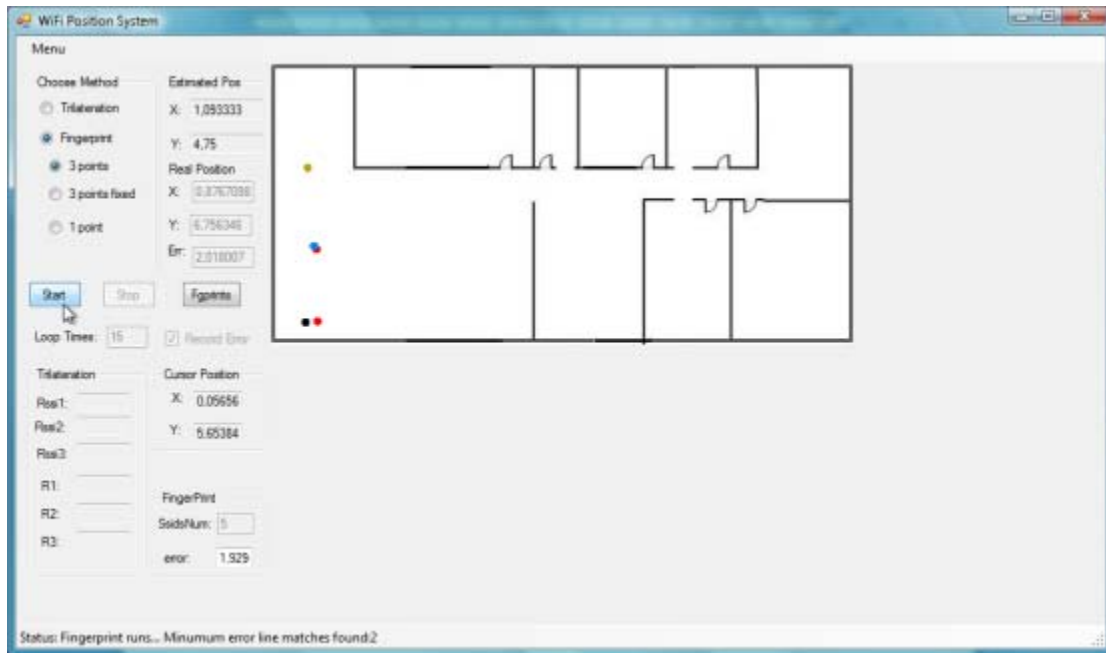 WiFi Position System
Menu
Choose Method
Trilateration
Fingerprint
3 points
3 points fixed
1 point
Estimated Pos
X: 1,093333
Y: 4,75
Real Position
X: 0.8767098
Y: 6.756346
Err: 2.018007
Start
Stop
Fgprints
Loop Times: 15
Record Error
Trilateration
Rssi1:
Rssi2:
Rssi3:
R1:
R2:
R3:
Cursor Position
X: 0.05656
Y: 5.65384
FingerPrint
SsidsNum: 5
error: 1.929
Status: Fingerprint runs... Minumum error line matches found:2